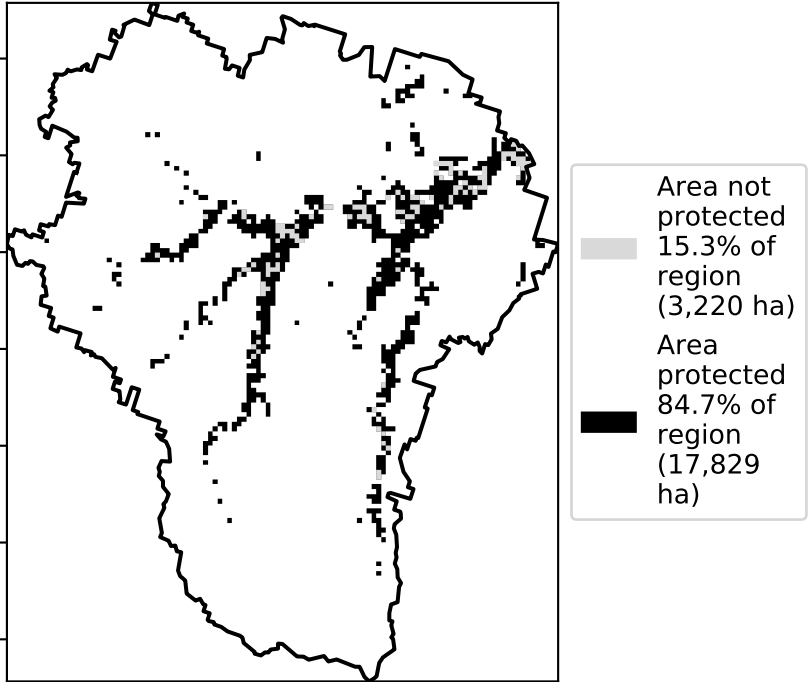 Area not
protected
15.3% of
region
(3,220 ha)
Area
protected
84.7% of
region
(17,829
ha)